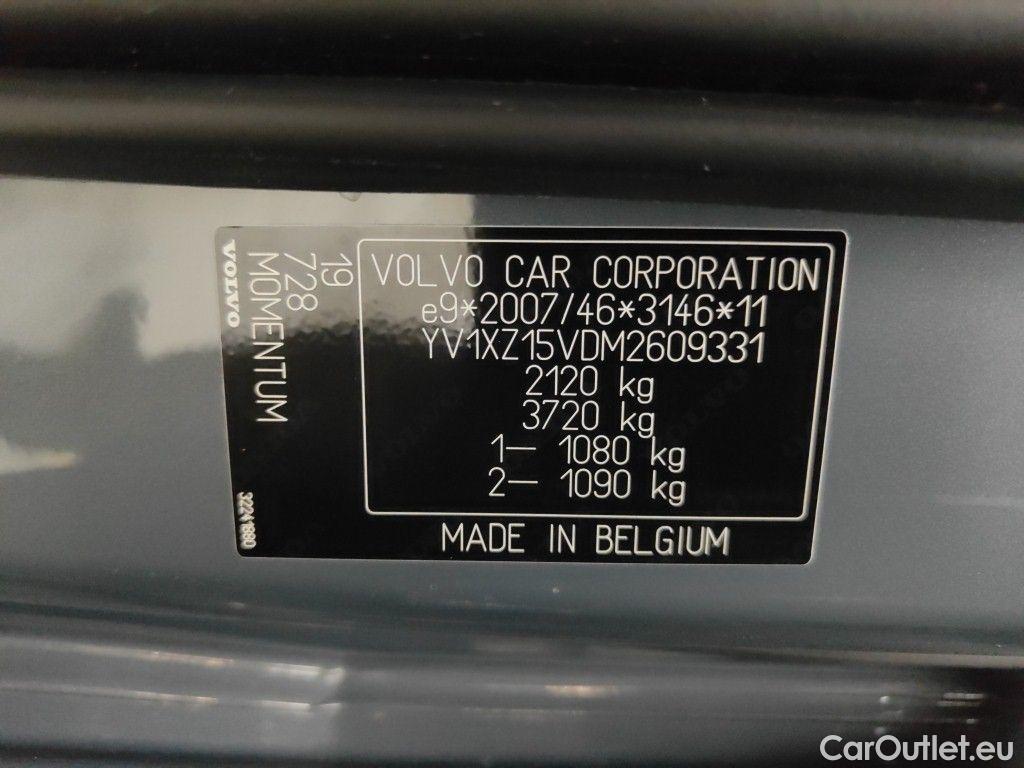 VOLVO CAR CORPORATION
e9*2007/46*3146*11
YV1XZ15VDM2609331
2120 kg
3720 kg
1– 1080 kg
2– 1090 kg
MADE IN BELGIUM
19
728
MOMENTUM
VOLVO
32241880
CarOutlet.eu